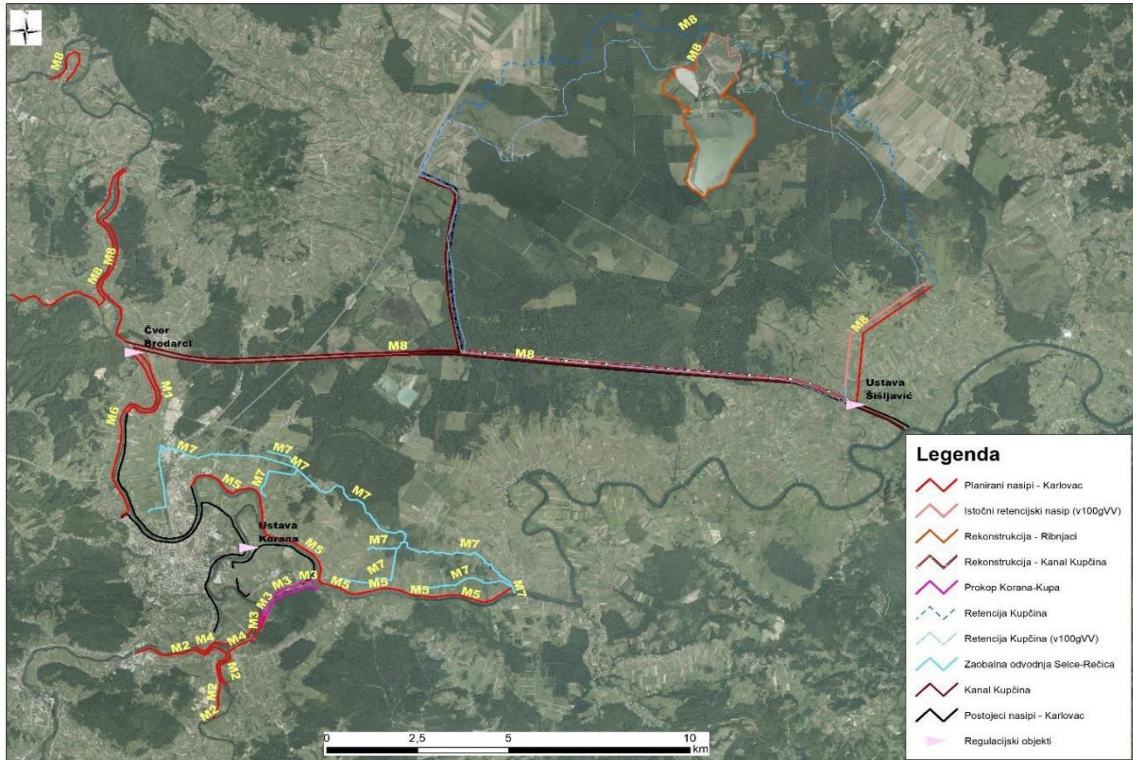 M8
M8
M8
M8
M8
Čvor
Brodarci
M8
M8
M8
Ustava
Šišljavić
M1
M6
M7
M7
M7
M7
M7
M5
Ustava
Korana
M5
M7
M7
M7
M7
M3
M3
M5
M5
M5
M5
M3
M3
M2
M4
M4
M2
M2
M2
Legenda
Planirani nasipi - Karlovac
Istočni retencijski nasip (v100gVV)
Rekonstrukcija - Ribnjaci
Rekonstrukcija - Kanal Kupčina
Prokop Korana-Kupa
Retencija Kupčina
Retencija Kupčina (v100gVV)
Zaobalna odvodnja Selce-Rečica
Kanal Kupčina
Postojeci nasipi - Karlovac
Regulacijski objekti
0 2,5 5 10
km